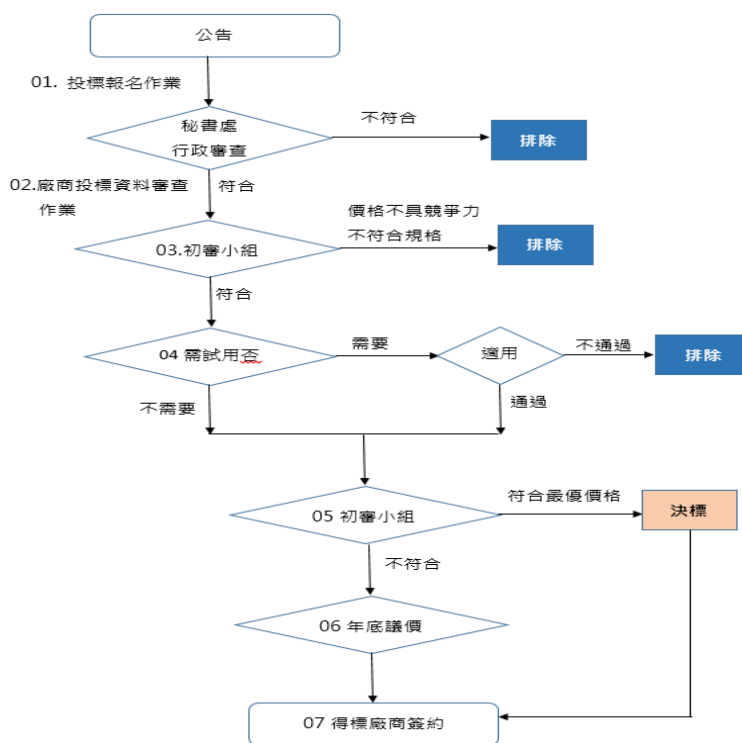 公告
01. 投標報名作業
秘書處
行政審查
不符合
排除
02.廠商投標資料審查
作業
符合
價格不具競爭力
不符合規格
03.初審小組
排除
符合
04 需試用否
需要
適用
不通過
排除
不需要
通過
05 初審小組
符合最優價格
決標
不符合
06 年底議價
07 得標廠商簽約